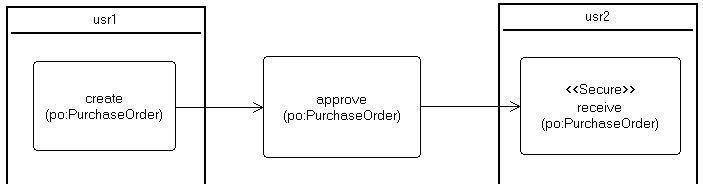 usr1
usr2
create
(po:PurchaseOrder)
approve
(po:PurchaseOrder)
<<Secure>>
receive
(po:PurchaseOrder)